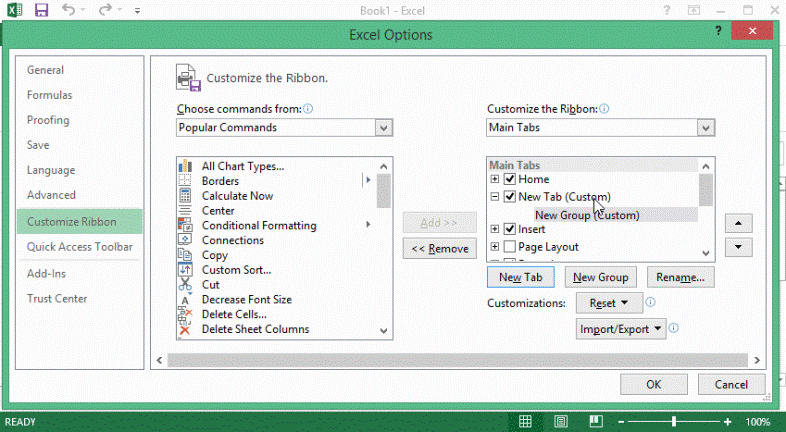 Book1 - Excel
?
Excel Options
?
General
Formulas
Proofing
Save
Language
Advanced
Customize Ribbon
Quick Access Toolbar
Add-Ins
Trust Center
Customize the Ribbon.
Choose commands from:
Popular Commands
All Chart Types...
Borders
Calculate Now
Center
Conditional Formatting
Connections
Copy
Custom Sort...
Cut
Decrease Font Size
Delete Cells...
Delete Sheet Columns
Add >>
<< Remove
Customize the Ribbon:
Main Tabs
Main Tabs
Home
New Tab (Custom)
New Group (Custom)
Insert
Page Layout
New Tab
New Group
Rename...
Customizations:
Reset
Import/Export
OK
Cancel
READY
100%